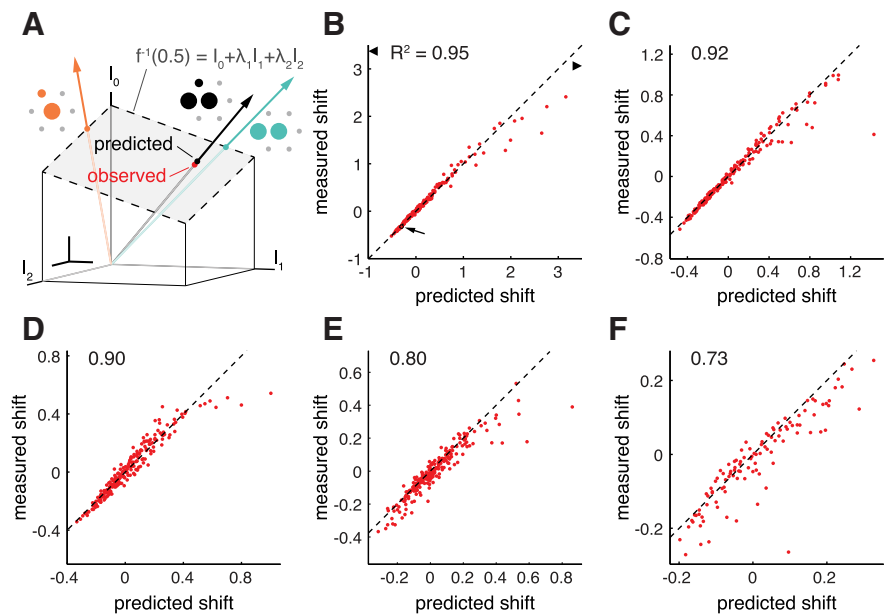 A
f⁻¹(0.5) = I₀+λ₁I₁+λ₂I₂
I₀
predicted
observed
I₂
I₁
B
R² = 0.95
3
2
1
0
-1
-1 0 1 2 3
measured shift
predicted shift
C
0.92
1.2
0.8
0.4
0
-0.4
-0.8
-0.4 0 0.4 0.8 1.2
measured shift
predicted shift
D
0.90
0.8
0.4
0
-0.4
-0.4 0 0.4 0.8
measured shift
predicted shift
E
0.80
0.6
0.4
0.2
0
-0.2
-0.4
-0.2 0 0.2 0.4 0.6 0.8
measured shift
predicted shift
F
0.73
0.2
0
-0.2
-0.2 0 0.2
measured shift
predicted shift